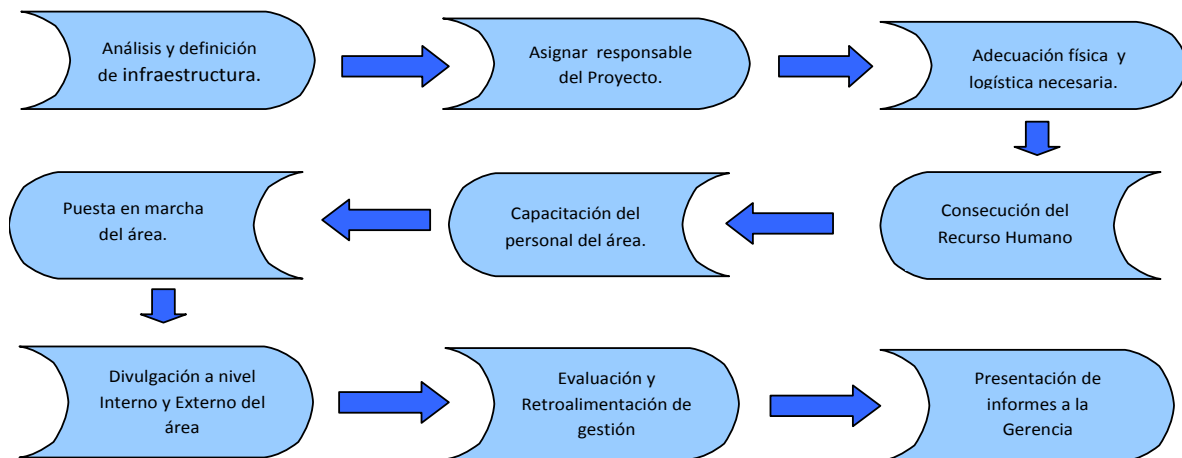 Análisis y definición
de infraestructura.
Asignar responsable
del Proyecto.
Adecuación física y
logística necesaria.
Consecución del
Recurso Humano
Capacitación del
personal del área.
Puesta en marcha
del área.
Divulgación a nivel
Interno y Externo del
área
Evaluación y
Retroalimentación de
gestión
Presentación de
informes a la
Gerencia